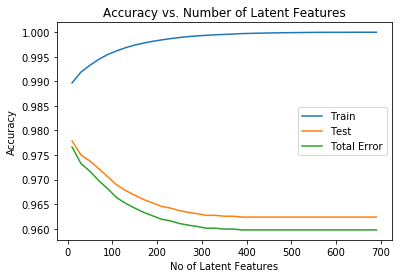 Accuracy vs. Number of Latent Features
1.000
0.995
0.990
0.985
0.980
0.975
0.970
0.965
0.960
Accuracy
Train
Test
Total Error
0 100 200 300 400 500 600 700
No of Latent Features